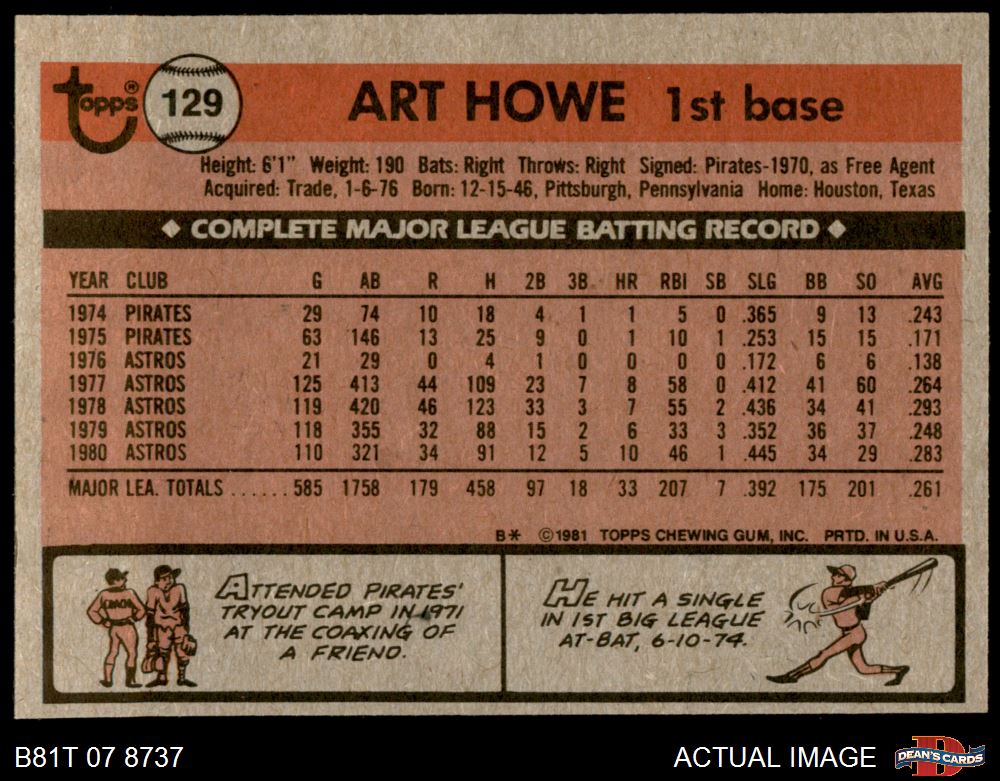 Topps® 129 ART HOWE 1st base
Height: 6'1" Weight: 190 Bats: Right Throws: Right Signed: Pirates-1970, as Free Agent
Acquired: Trade, 1-6-76 Born: 12-15-46, Pittsburgh, Pennsylvania Home: Houston, Texas
◆ COMPLETE MAJOR LEAGUE BATTING RECORD ◆
YEAR CLUB G AB R H 2B 3B HR RBI SB SLG BB SO AVG
1974 PIRATES 29 74 10 18 4 1 1 5 0 .365 9 13 .243
1975 PIRATES 63 146 13 25 9 0 1 10 1 .253 15 15 .171
1976 ASTROS 21 29 0 4 1 0 0 0 0 .172 6 6 .138
1977 ASTROS 125 413 44 109 23 7 8 58 0 .412 41 60 .264
1978 ASTROS 119 420 46 123 33 3 7 55 2 .436 34 41 .293
1979 ASTROS 118 355 32 88 15 2 6 33 3 .352 36 37 .248
1980 ASTROS 110 321 34 91 12 5 10 46 1 .445 34 29 .283
MAJOR LEA. TOTALS ...... 585 1758 179 458 97 18 33 207 7 .392 175 201 .261
B* ©1981 TOPPS CHEWING GUM, INC. PRTD. IN U.S.A.
COACH
ATTENDED PIRATES'
TRYOUT CAMP IN 1971
AT THE COAXING OF
A FRIEND.
HE HIT A SINGLE
IN 1ST BIG LEAGUE
AT-BAT, 6-10-74.
B81T 07 8737
ACTUAL IMAGE
D
DEAN'S CARDS